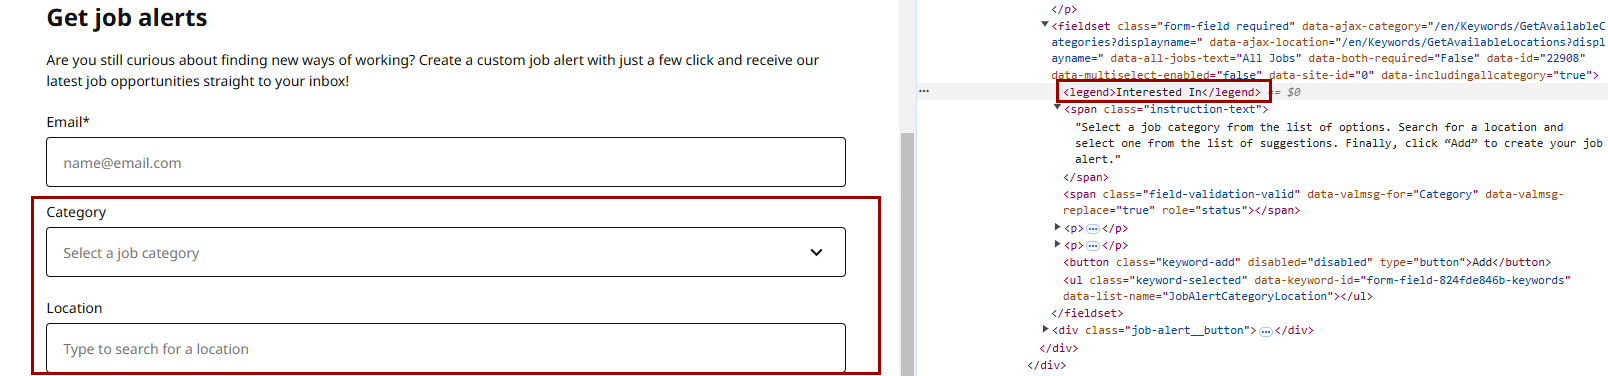 Get job alerts
Are you still curious about finding new ways of working? Create a custom job alert with just a few click and receive our
latest job opportunities straight to your inbox!
Email*
name@email.com
Category
Select a job category
Location
Type to search for a location
</p>
<fieldset class="form-field required" data-ajax-category="/en/Keywords/GetAvailableC
ategories?displayname=" data-ajax-location="/en/Keywords/GetAvailableLocations?displ
ayname=" data-all-jobs-text="All Jobs" data-both-required="False" data-id="22908"
data-multiselect-enabled="false" data-site-id="0" data-includingallcategory="true">
… <legend>Interested In</legend> == $0
<span class="instruction-text">
"Select a job category from the list of options. Search for a location and
select one from the list of suggestions. Finally, click “Add” to create your job
alert."
</span>
<span class="field-validation-valid" data-valmsg-for="Category" data-valmsg-
replace="true" role="status"></span>
<p>…</p>
<p>…</p>
<button class="keyword-add" disabled="disabled" type="button">Add</button>
<ul class="keyword-selected" data-keyword-id="form-field-824fde846b-keywords"
data-list-name="JobAlertCategoryLocation"></ul>
</fieldset>
<div class="job-alert__button">…</div>
</div>
</div>